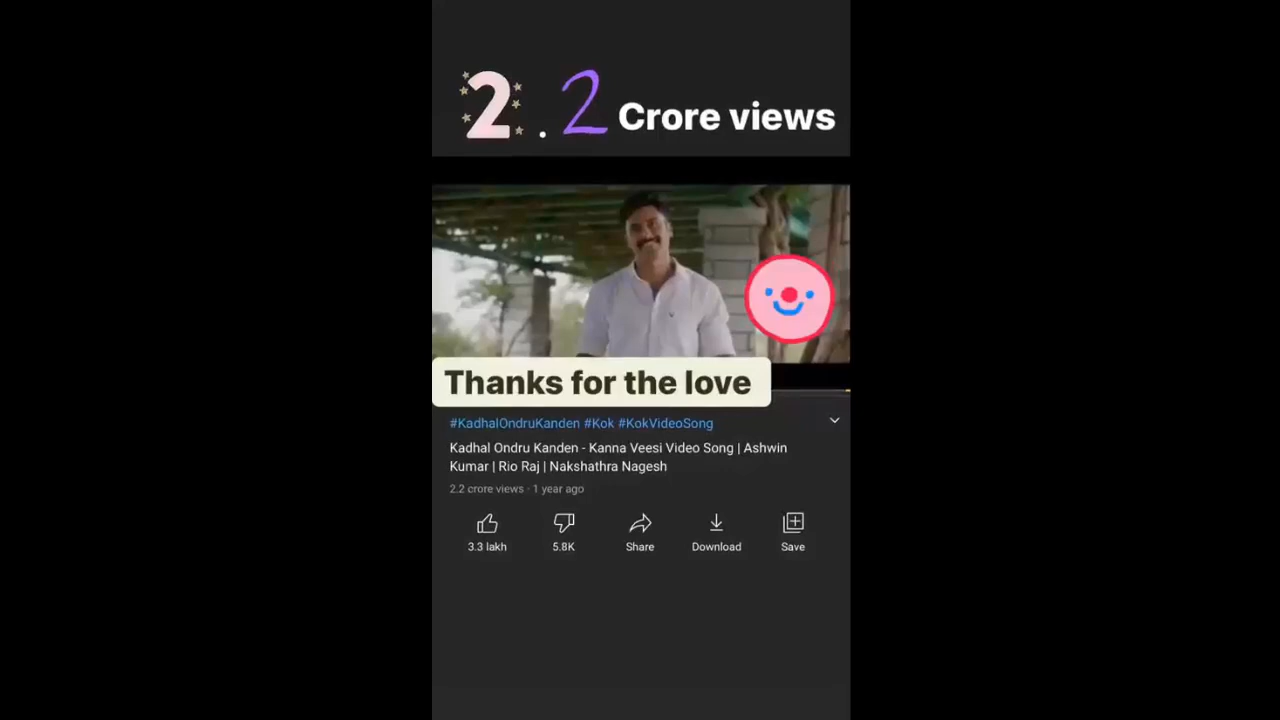 2.2 Crore views
Thanks for the love
#KadhalOndruKanden #Kok #KokVideoSong
Kadhal Ondru Kanden - Kanna Veesi Video Song | Ashwin
Kumar | Rio Raj | Nakshathra Nagesh
2.2 crore views · 1 year ago
3.3 lakh 5.8K Share Download Save